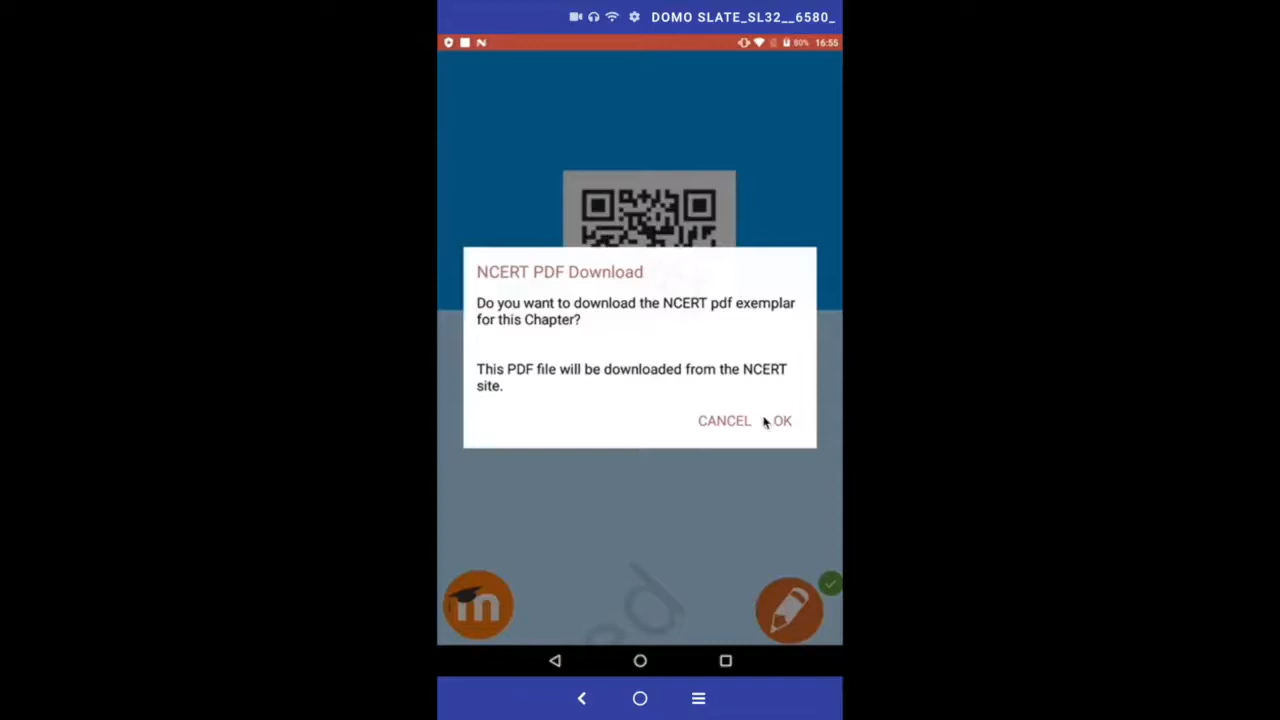 DOMO SLATE_SL32__6580_
80% 16:55
NCERT PDF Download
Do you want to download the NCERT pdf exemplar
for this Chapter?
This PDF file will be downloaded from the NCERT
site.
CANCEL OK
m
ed